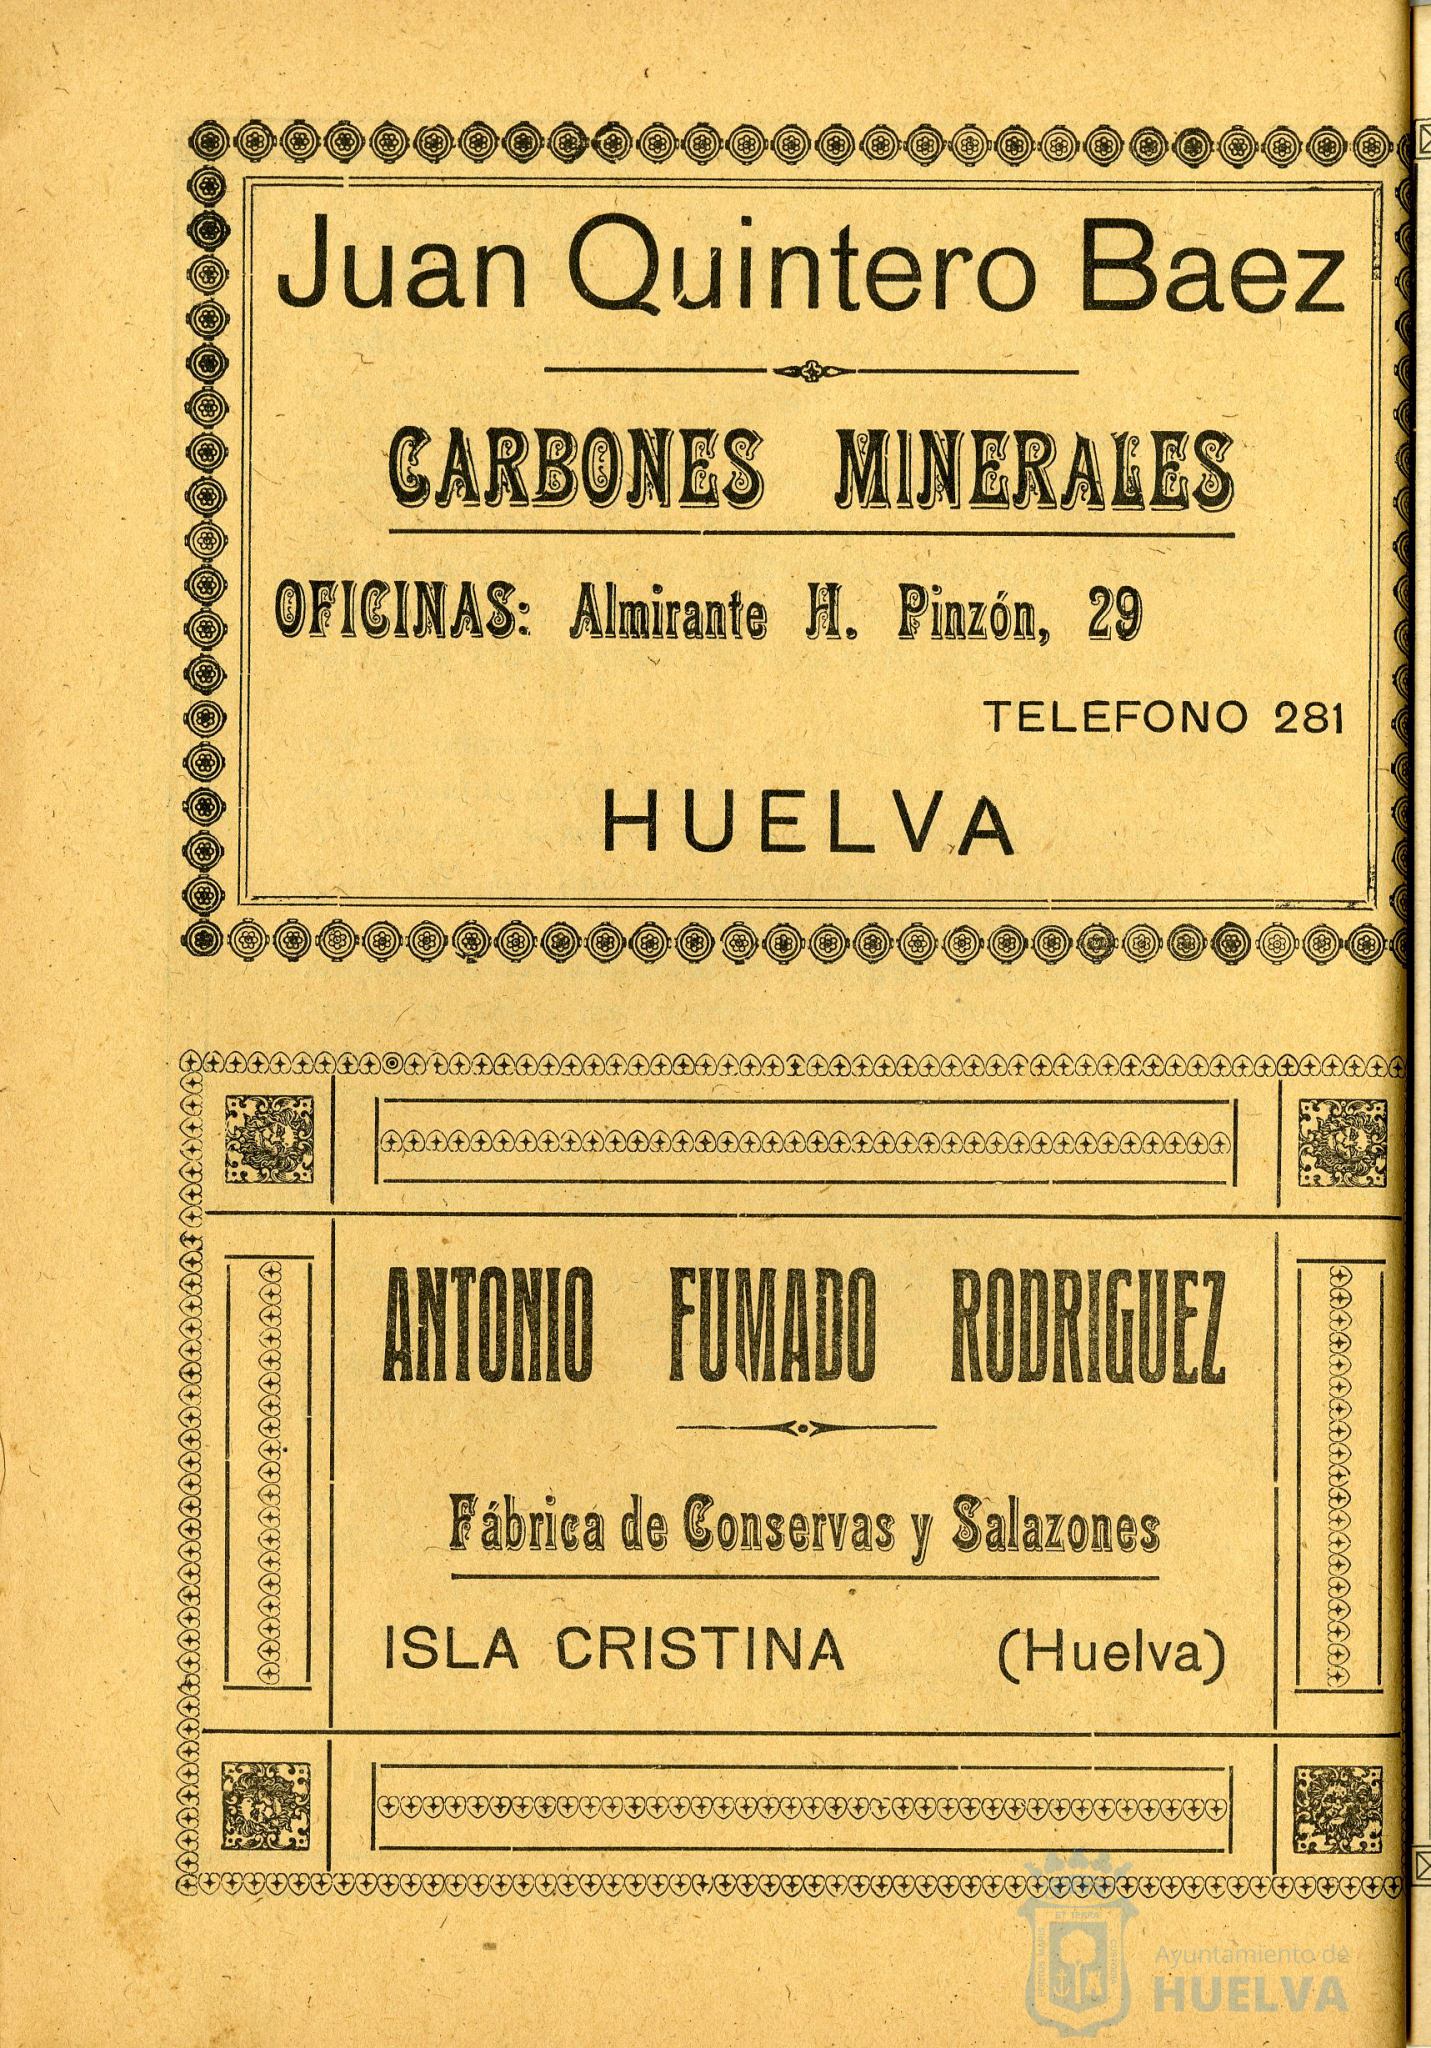 Juan Quintero Baez
CARBONES MINERALES
OFICINAS: Almirante H. Pinzón, 29
TELEFONO 281
HUELVA
ANTONIO FUMADO RODRIGUEZ
Fábrica de Conservas y Salazones
ISLA CRISTINA (Huelva)
Ayuntamiento de
HUELVA